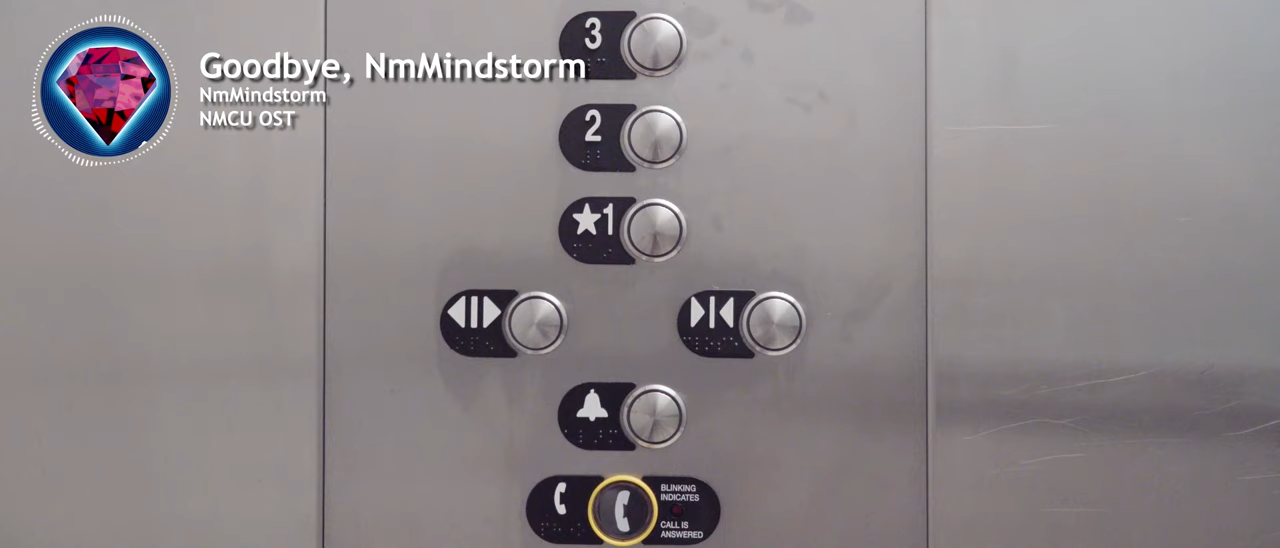 Goodbye, NmMindstorm
NmMindstorm
NMCU OST
3
2
★1
BLINKING
INDICATES
CALL IS
ANSWERED